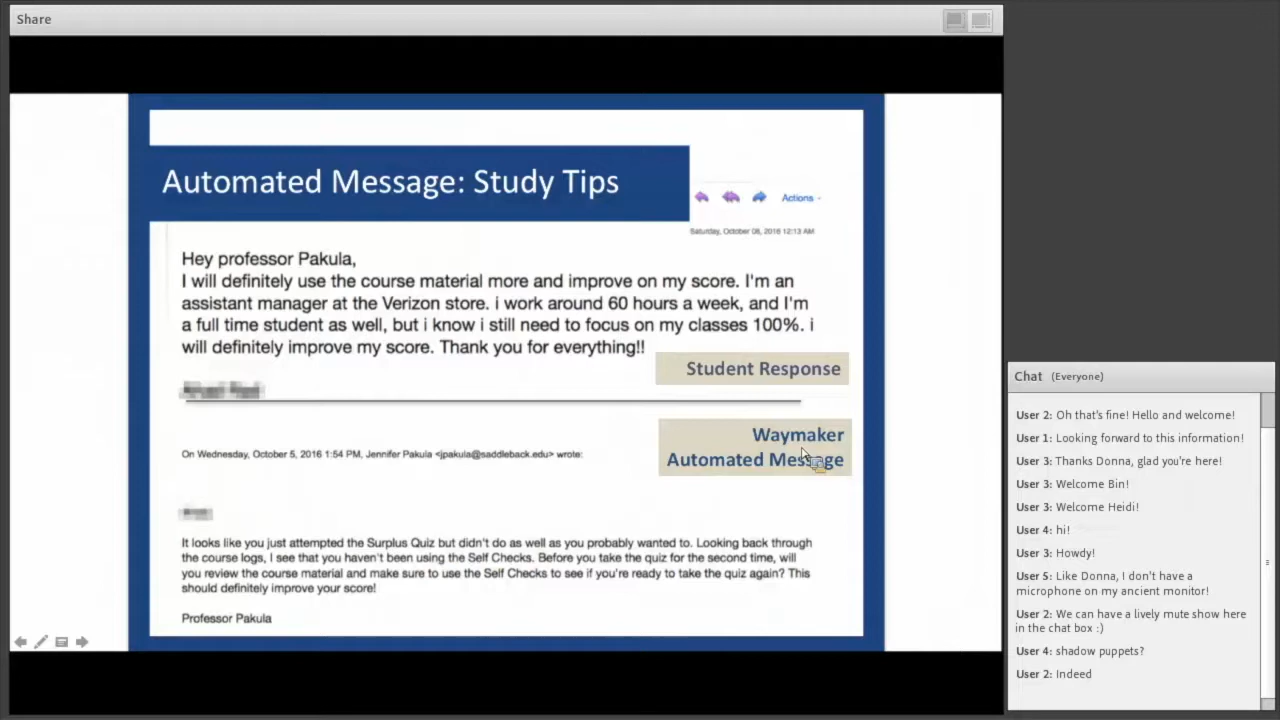 Share
Automated Message: Study Tips
Actions
Saturday, October 08, 2016 12:13 AM
Hey professor Pakula,
I will definitely use the course material more and improve on my score. I'm an
assistant manager at the Verizon store. i work around 60 hours a week, and I'm
a full time student as well, but i know i still need to focus on my classes 100%. i
will definitely improve my score. Thank you for everything!!
Student Response
Waymaker
Automated Message
On Wednesday, October 5, 2016 1:54 PM, Jennifer Pakula <jpakula@saddleback.edu> wrote:
It looks like you just attempted the Surplus Quiz but didn't do as well as you probably wanted to. Looking back through
the course logs, I see that you haven't been using the Self Checks. Before you take the quiz for the second time, will
you review the course material and make sure to use the Self Checks to see if you're ready to take the quiz again? This
should definitely improve your score!
Professor Pakula
Chat (Everyone)
User 2: Oh that's fine! Hello and welcome!
User 1: Looking forward to this information!
User 3: Thanks Donna, glad you're here!
User 3: Welcome Bin!
User 3: Welcome Heidi!
User 4: hi!
User 3: Howdy!
User 5: Like Donna, I don't have a
microphone on my ancient monitor!
User 2: We can have a lively mute show here
in the chat box :)
User 4: shadow puppets?
User 2: Indeed